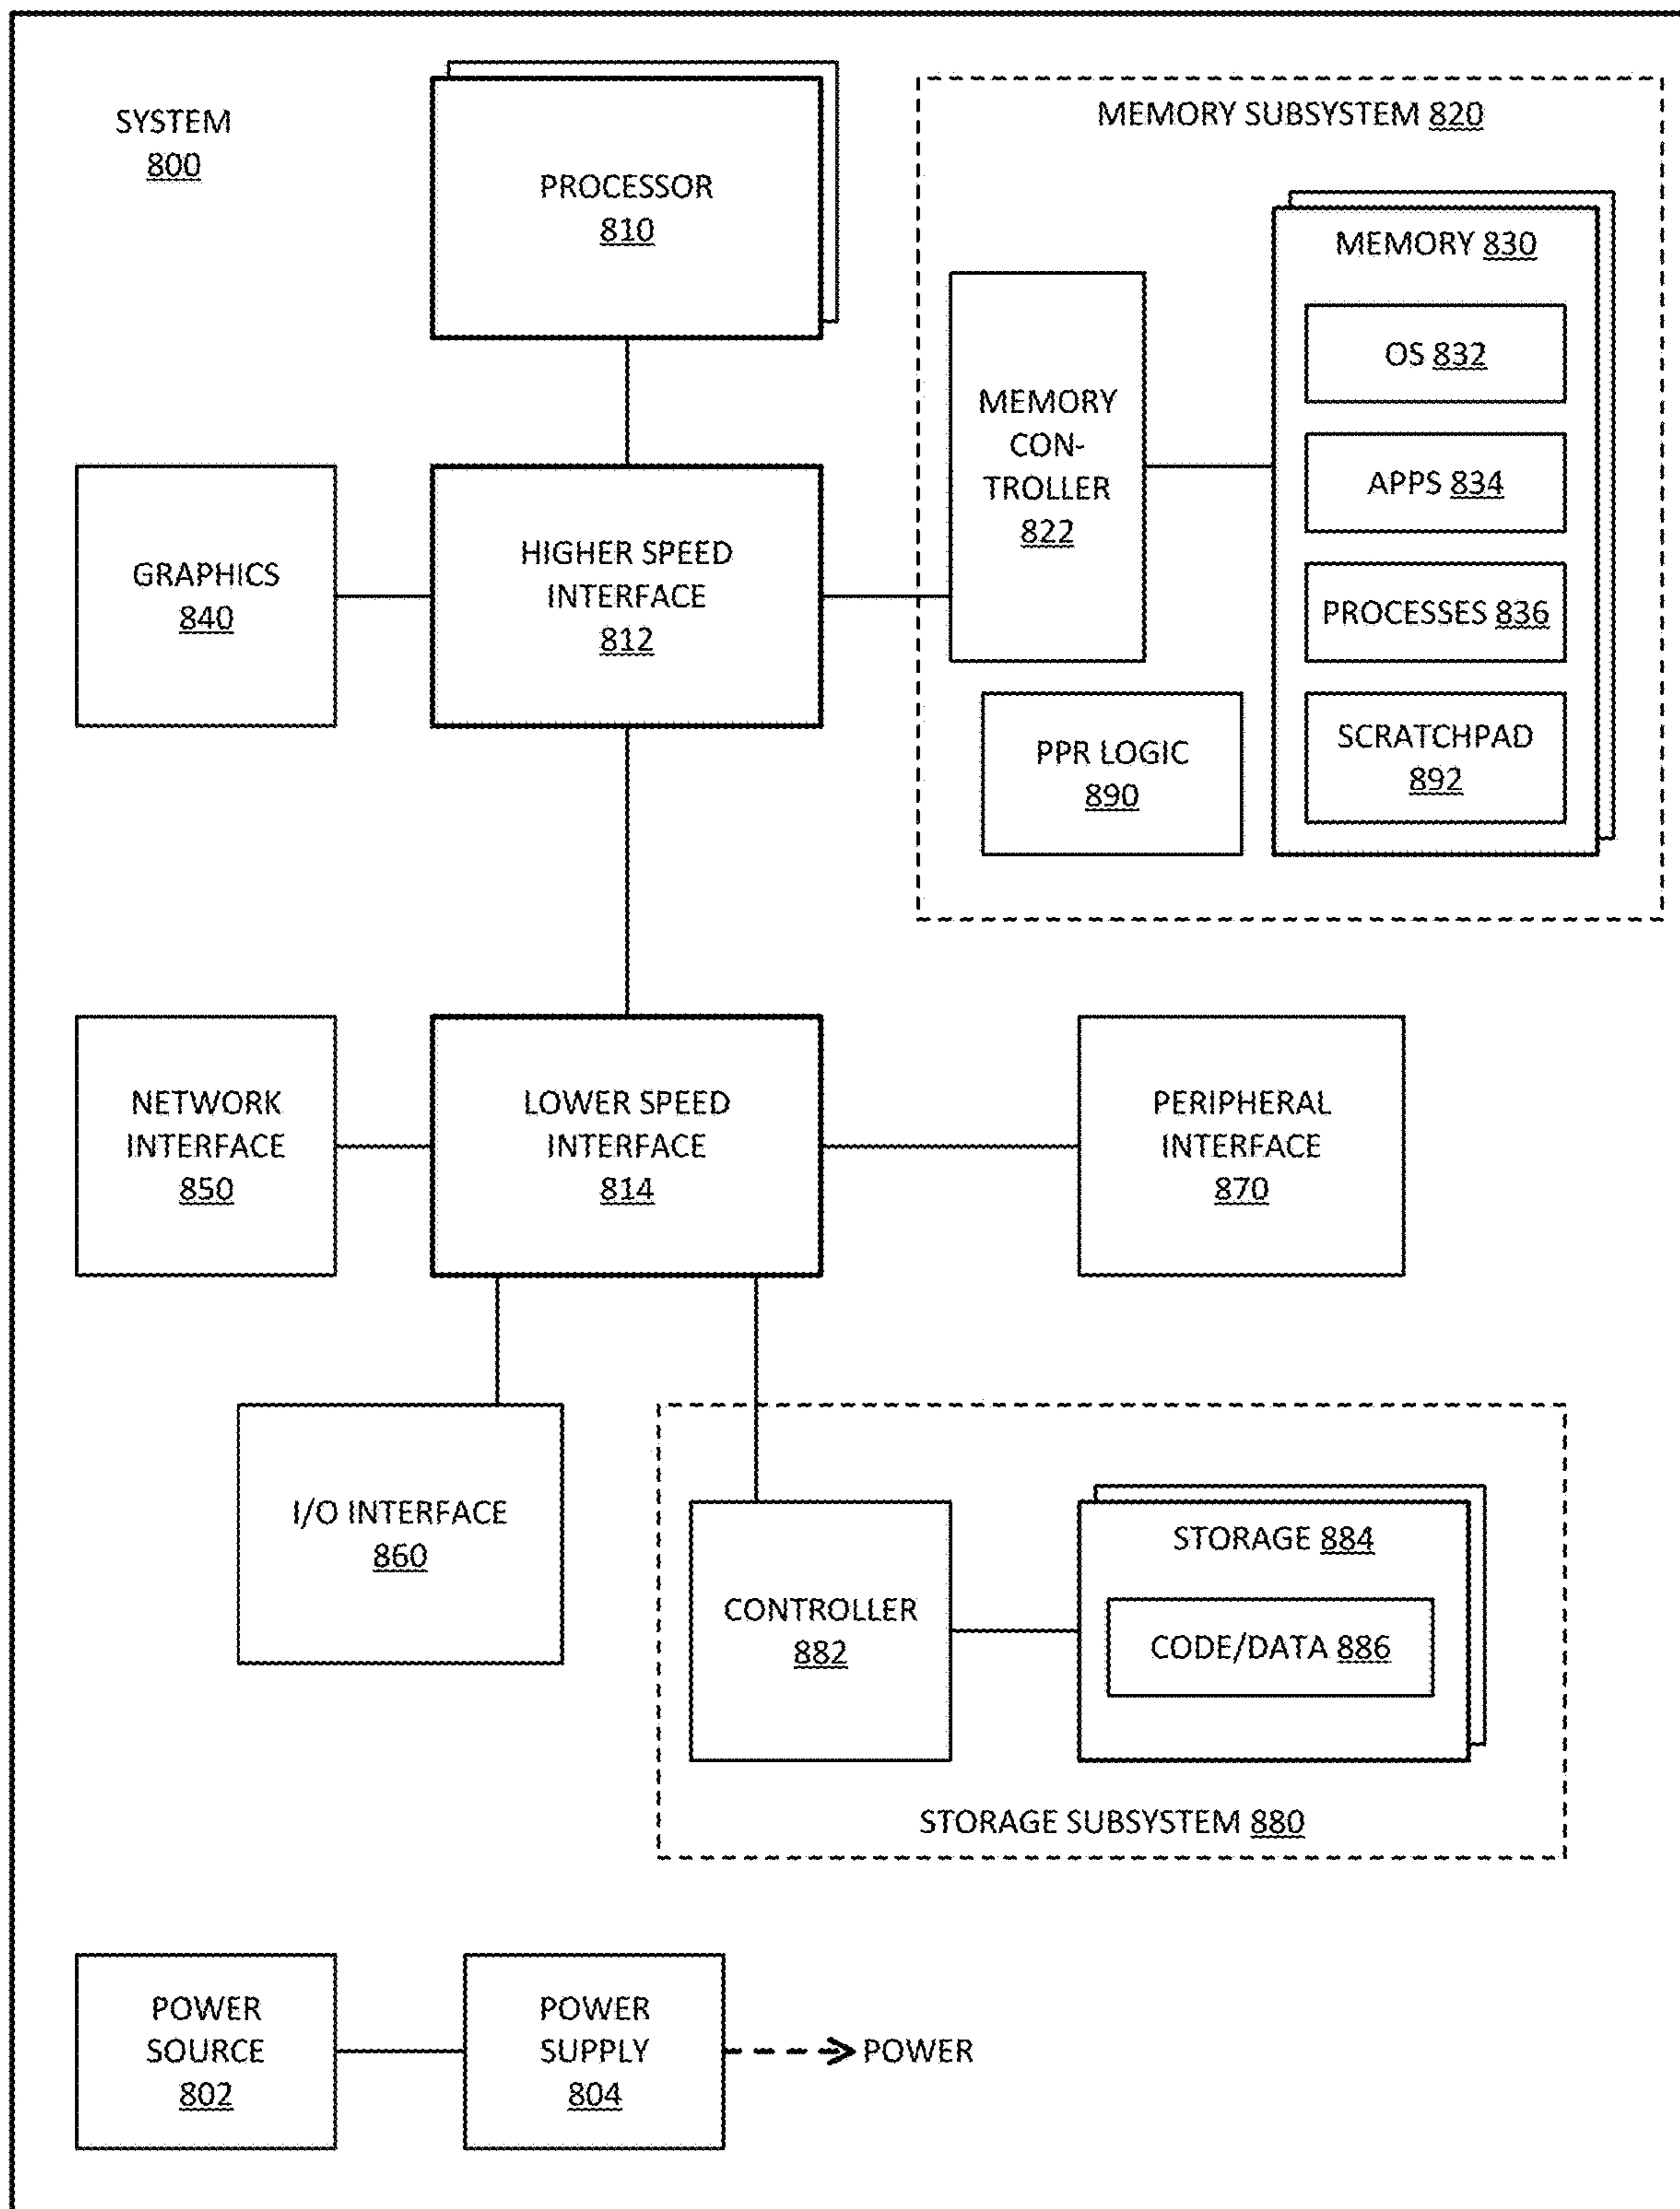 SYSTEM
800
PROCESSOR
810
MEMORY SUBSYSTEM 820
MEMORY 830
OS 832
APPS 834
PROCESSES 836
SCRATCHPAD
892
MEMORY
CON-
TROLLER
822
PPR LOGIC
890
GRAPHICS
840
HIGHER SPEED
INTERFACE
812
NETWORK
INTERFACE
850
LOWER SPEED
INTERFACE
814
PERIPHERAL
INTERFACE
870
I/O INTERFACE
860
CONTROLLER
882
STORAGE 884
CODE/DATA 886
STORAGE SUBSYSTEM 880
POWER
SOURCE
802
POWER
SUPPLY
804
POWER